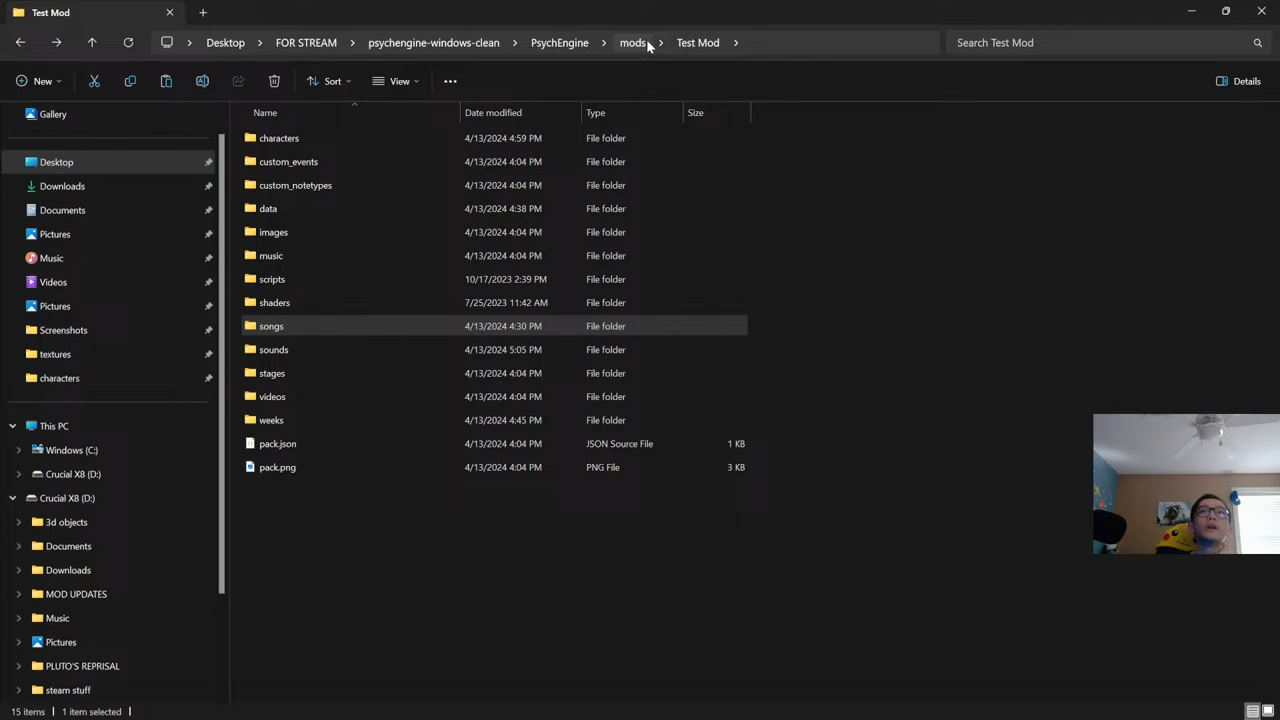 Test Mod
Desktop > FOR STREAM > psychengine-windows-clean > PsychEngine > mods > Test Mod >
Search Test Mod
New
Sort
View
Details
Gallery
Desktop
Downloads
Documents
Pictures
Music
Videos
Pictures
Screenshots
textures
characters
This PC
Windows (C:)
Crucial X8 (D:)
Crucial X8 (D:)
3d objects
Documents
Downloads
MOD UPDATES
Music
Pictures
PLUTO'S REPRISAL
steam stuff
Name Date modified Type Size
characters 4/13/2024 4:59 PM File folder
custom_events 4/13/2024 4:04 PM File folder
custom_notetypes 4/13/2024 4:04 PM File folder
data 4/13/2024 4:38 PM File folder
images 4/13/2024 4:04 PM File folder
music 4/13/2024 4:04 PM File folder
scripts 10/17/2023 2:39 PM File folder
shaders 7/25/2023 11:42 AM File folder
songs 4/13/2024 4:30 PM File folder
sounds 4/13/2024 5:05 PM File folder
stages 4/13/2024 4:04 PM File folder
videos 4/13/2024 4:04 PM File folder
weeks 4/13/2024 4:45 PM File folder
pack.json 4/13/2024 4:04 PM JSON Source File 1 KB
pack.png 4/13/2024 4:04 PM PNG File 3 KB
15 items 1 item selected